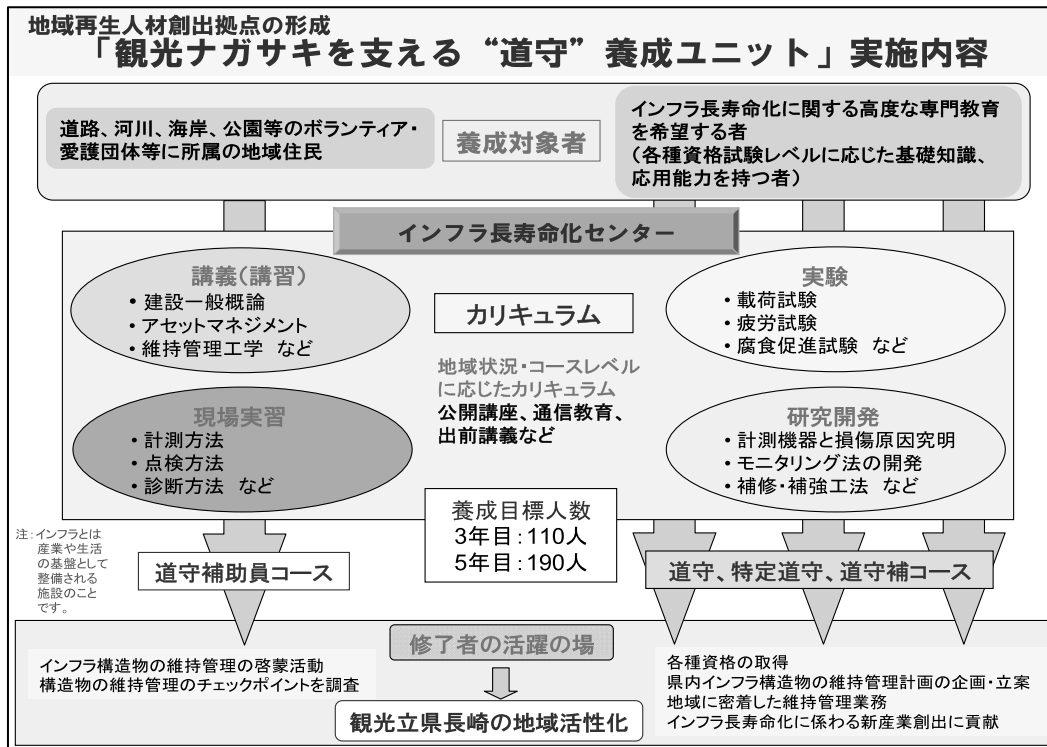 地域再生人材創出拠点の形成
「観光ナガサキを支える“道守”養成ユニット」実施内容
道路、河川、海岸、公園等のボランティア・
愛護団体等に所属の地域住民
養成対象者
インフラ長寿命化に関する高度な専門教育
を希望する者
(各種資格試験レベルに応じた基礎知識、
応用能力を持つ者)
インフラ長寿命化センター
講義(講習)
・建設一般概論
・アセットマネジメント
・維持管理工学 など
カリキュラム
地域状況・コースレベル
に応じたカリキュラム
公開講座、通信教育、
出前講義など
実験
・載荷試験
・疲労試験
・腐食促進試験 など
現場実習
・計測方法
・点検方法
・診断方法 など
研究開発
・計測機器と損傷原因究明
・モニタリング法の開発
・補修・補強工法 など
養成目標人数
3年目:110人
5年目:190人
注:インフラとは
産業や生活
の基盤として
整備される
施設のこと
です。
道守補助員コース
道守、特定道守、道守補コース
修了者の活躍の場
インフラ構造物の維持管理の啓蒙活動
構造物の維持管理のチェックポイントを調査
観光立県長崎の地域活性化
各種資格の取得
県内インフラ構造物の維持管理計画の企画・立案
地域に密着した維持管理業務
インフラ長寿命化に係わる新産業創出に貢献